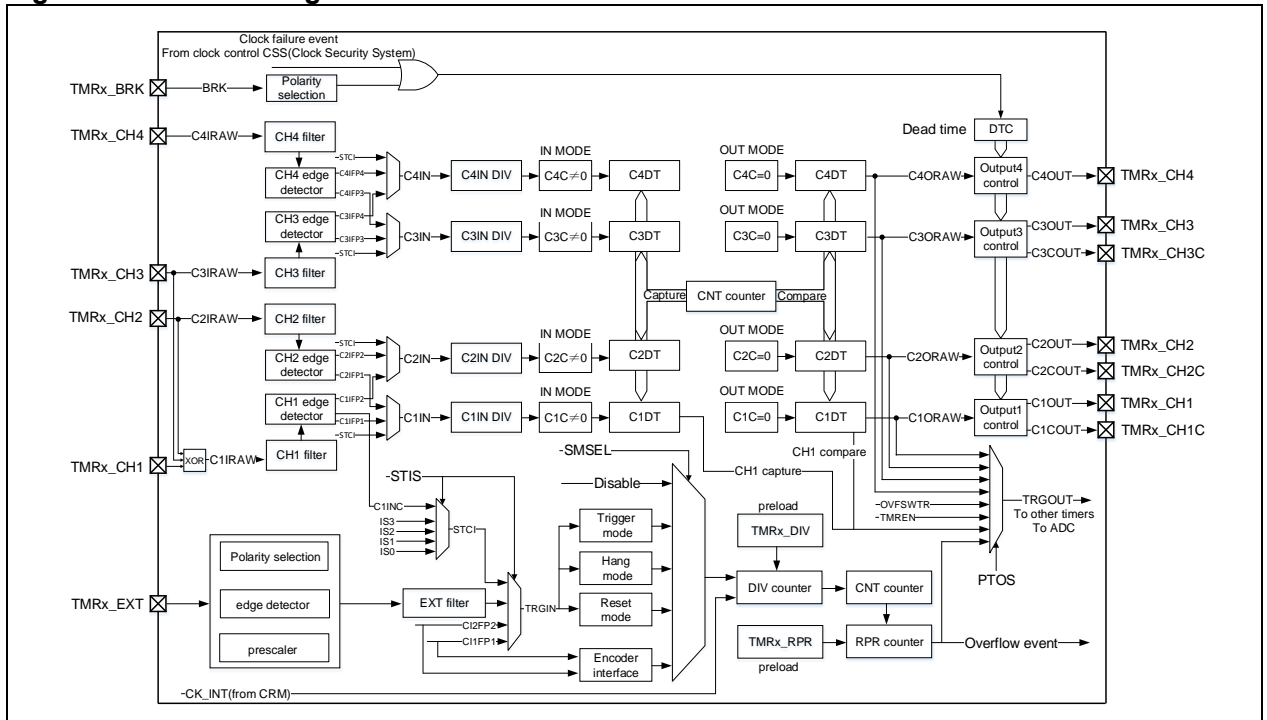 Clock failure event
From clock control CSS(Clock Security System)
TMRx_BRK
BRK
Polarity
selection
TMRx_CH4
C4IRAW
CH4 filter
CH4 edge
detector
STCI
C4IFP4
C4IFP3
C4IN
C4IN DIV
IN MODE
C4C≠0
C4DT
OUT MODE
C4C=0
C4DT
C4ORAW
Dead time
DTC
Output4
control
C4OUT
TMRx_CH4
CH3 edge
detector
C3IFP4
C3IFP3
STCI
C3IN
C3IN DIV
IN MODE
C3C≠0
C3DT
OUT MODE
C3C=0
C3DT
C3ORAW
Output3
control
C3OUT
C3COUT
TMRx_CH3
TMRx_CH3C
TMRx_CH3
C3IRAW
CH3 filter
Capture
CNT counter
Compare
TMRx_CH2
C2IRAW
CH2 filter
CH2 edge
detector
STCI
C2IFP2
C2IFP1
C2IN
C2IN DIV
IN MODE
C2C≠0
C2DT
OUT MODE
C2C=0
C2DT
C2ORAW
Output2
control
C2OUT
C2COUT
TMRx_CH2
TMRx_CH2C
CH1 edge
detector
C1IFP2
C1IFP1
STCI
C1IN
C1IN DIV
IN MODE
C1C≠0
C1DT
OUT MODE
C1C=0
C1DT
C1ORAW
Output1
control
C1OUT
C1COUT
TMRx_CH1
TMRx_CH1C
TMRx_CH1
XOR
C1IRAW
CH1 filter
CH1 compare
CH1 capture
SMSEL
STIS
Disable
C1INC
IS3
IS2
IS1
IS0
STCI
Trigger
mode
Hang
mode
Reset
mode
Encoder
interface
TRGIN
preload
TMRx_DIV
DIV counter
CNT counter
TMRx_RPR
preload
RPR counter
Overflow event
OVFSWTR
TMREN
TRGOUT
To other timers
To ADC
PTOS
Polarity selection
edge detector
prescaler
TMRx_EXT
EXT filter
CI2FP2
CI1FP1
CK_INT(from CRM)